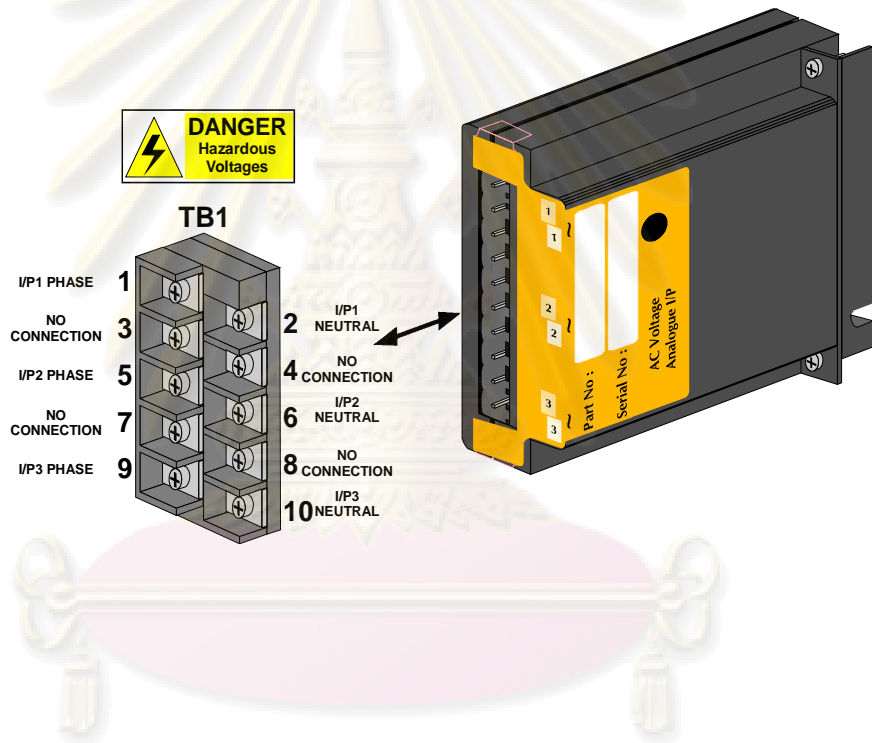 DANGER
Hazardous
Voltages
TB1
I/P1 PHASE 1
2 I/P1
NEUTRAL
NO
CONNECTION 3
4 NO
CONNECTION
I/P2 PHASE 5
6 I/P2
NEUTRAL
NO
CONNECTION 7
8 NO
CONNECTION
I/P3 PHASE 9
10 I/P3
NEUTRAL
1
1 ~
2
2 ~
3
3 ~
Part No :
Serial No :
AC Voltage
Analogue I/P